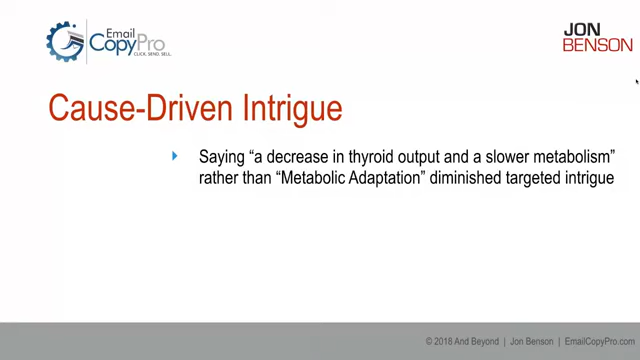 Email
CopyPro
CLICK. SEND. SELL.
JON
BENSON
Cause-Driven Intrigue
Saying “a decrease in thyroid output and a slower metabolism”
rather than “Metabolic Adaptation” diminished targeted intrigue
© 2018 And Beyond | Jon Benson | EmailCopyPro.com